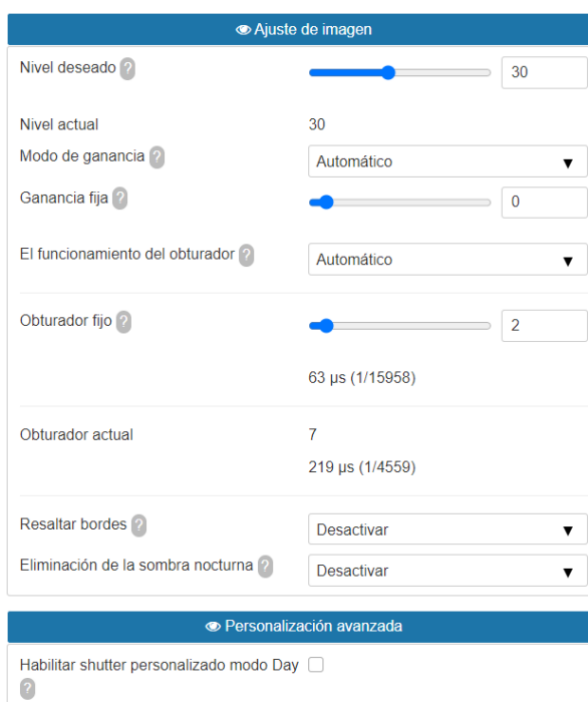 Ajuste de imagen
Nivel deseado ? 30
Nivel actual 30
Modo de ganancia ? Automático ▼
Ganancia fija ? 0
El funcionamiento del obturador ? Automático ▼
Obturador fijo ? 2
63 μs (1/15958)
Obturador actual 7
219 μs (1/4559)
Resaltar bordes ? Desactivar ▼
Eliminación de la sombra nocturna ? Desactivar ▼
Personalización avanzada
Habilitar shutter personalizado modo Day
?